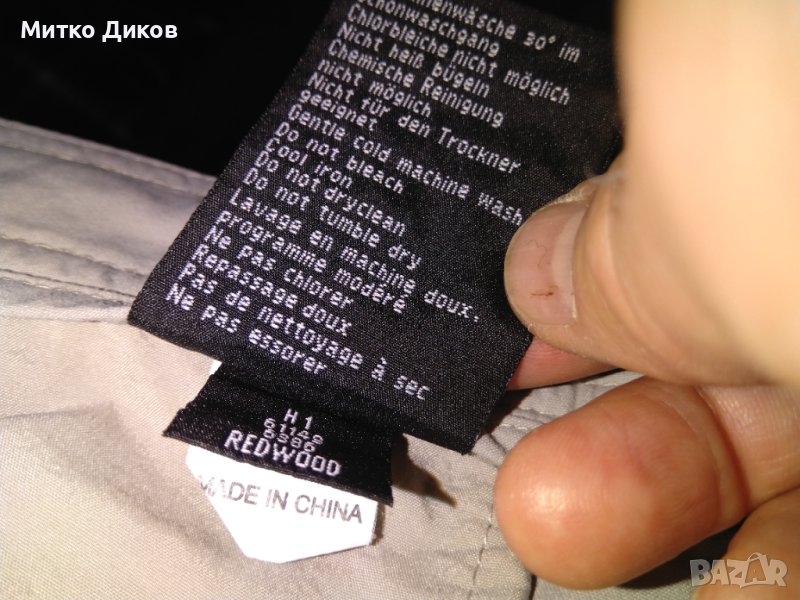 Митко Диков
30° im
Schonwaschgang
Chlorbleiche nicht möglich
Nicht heiß bügeln
Chemische Reinigung
nicht möglich
Nicht für den Trockner
geeignet
Gentle cold machine wash
Do not bleach
Cool iron
Do not dryclean
Do not tumble dry
Lavage en machine doux.
Programme modéré
Ne pas chlorer
Repassage doux
Pas de nettoyage à sec
Ne pas essorer
H 1
61149
REDWOOD
MADE IN CHINA
BAZAR